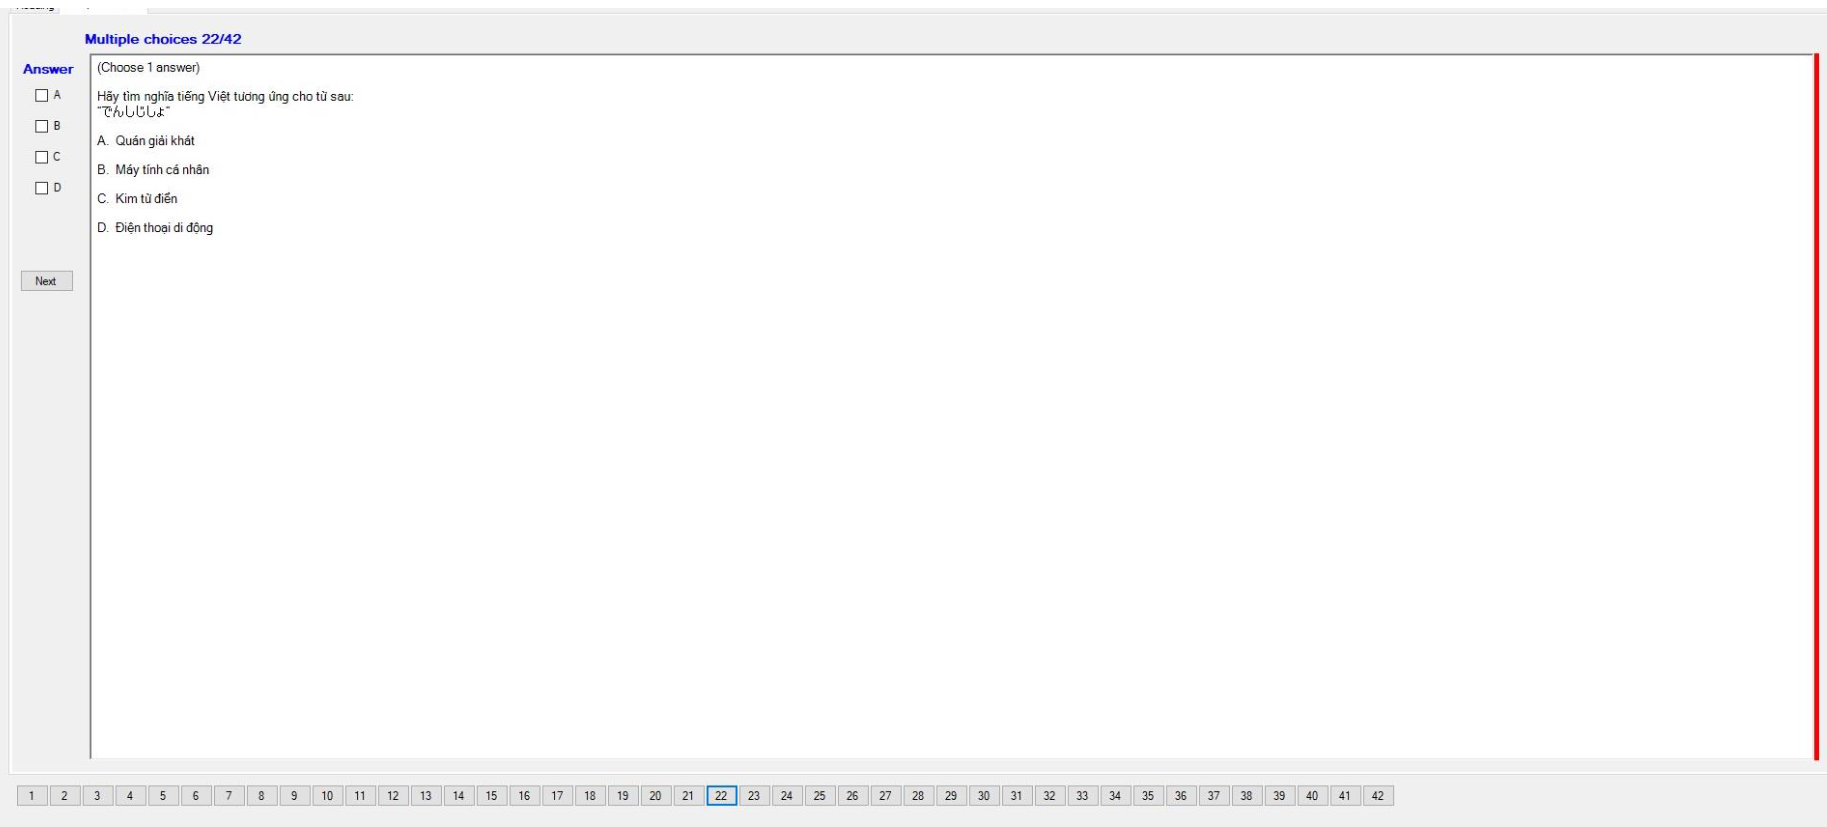 Multiple choices 22/42
Answer
(Choose 1 answer)
A
Hãy tìm nghĩa tiếng Việt tương ứng cho từ sau:
"でんしじしょ"
B
A. Quán giải khát
C
B. Máy tính cá nhân
D
C. Kim từ điển
D. Điện thoại di động
Next
1 2 3 4 5 6 7 8 9 10 11 12 13 14 15 16 17 18 19 20 21 22 23 24 25 26 27 28 29 30 31 32 33 34 35 36 37 38 39 40 41 42